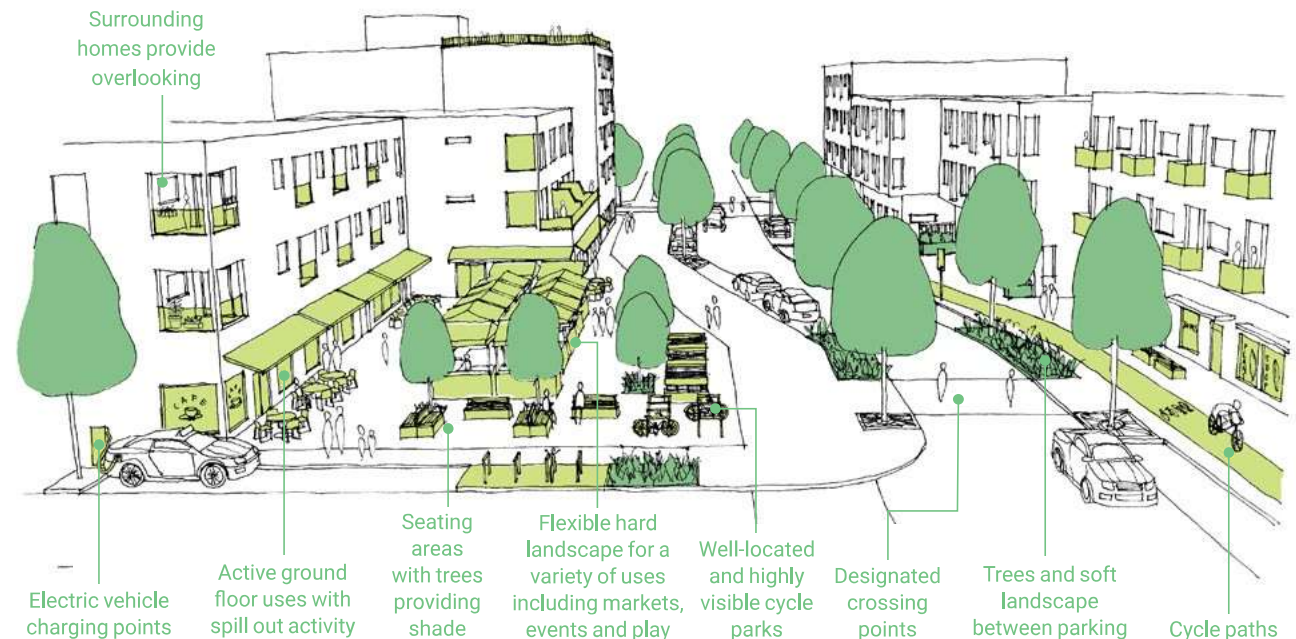 Surrounding
homes provide
overlooking
CAFE
Electric vehicle
charging points
Active ground
floor uses with
spill out activity
Seating
areas
with trees
providing
shade
Flexible hard
landscape for a
variety of uses
including markets,
events and play
Well-located
and highly
visible cycle
parks
Designated
crossing
points
Trees and soft
landscape
between parking
Cycle paths